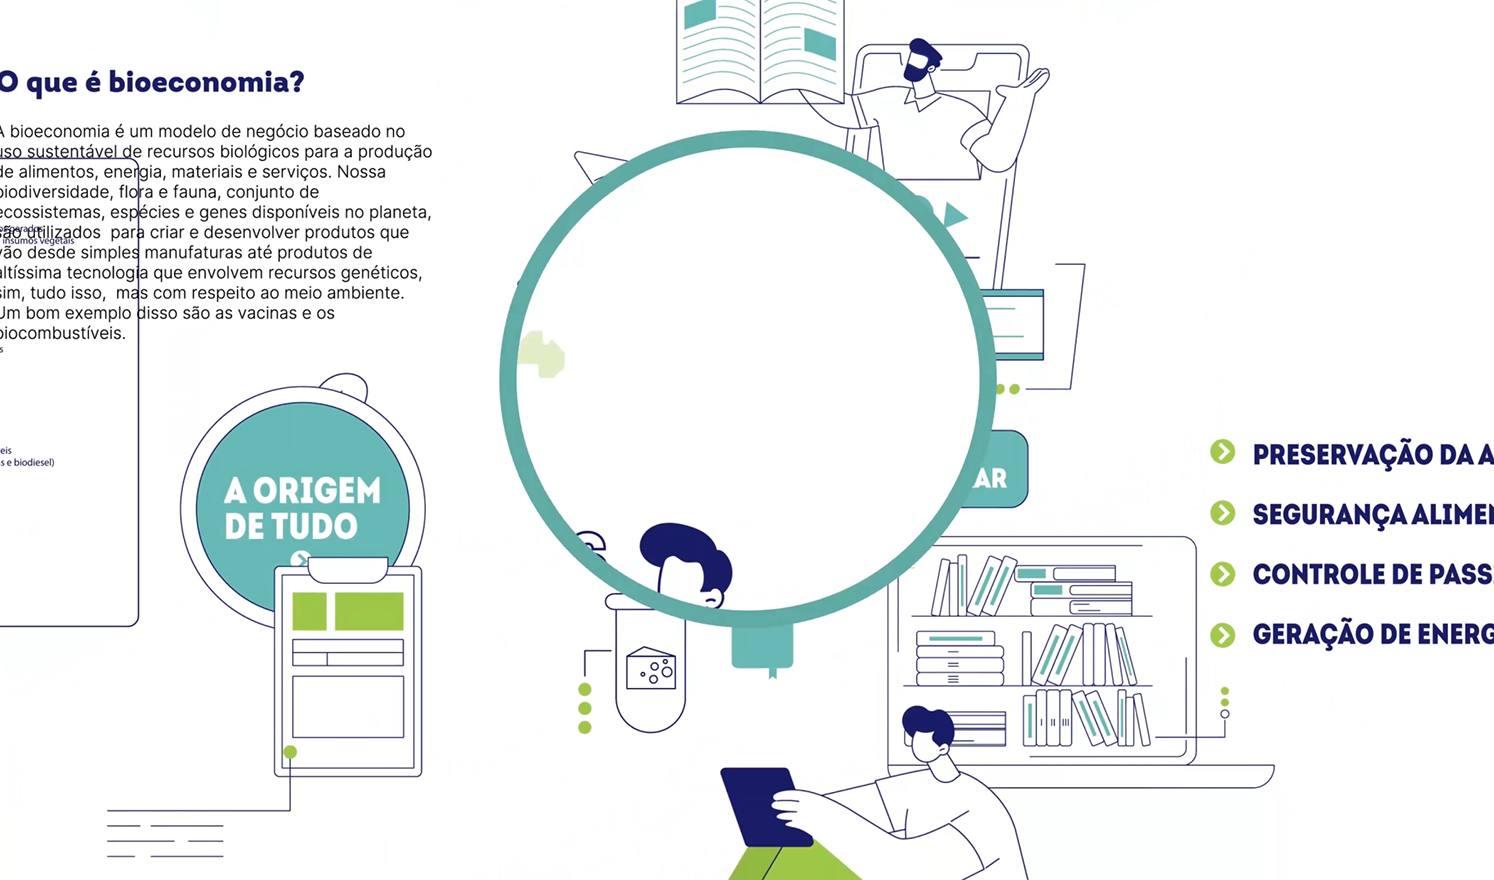 O que é bioeconomia?
A bioeconomia é um modelo de negócio baseado no
uso sustentável de recursos biológicos para a produção
de alimentos, energia, materiais e serviços. Nossa
biodiversidade, flora e fauna, conjunto de
ecossistemas, espécies e genes disponíveis no planeta,
são utilizados para criar e desenvolver produtos que
vão desde simples manufaturas até produtos de
altíssima tecnologia que envolvem recursos genéticos,
sim, tudo isso, mas com respeito ao meio ambiente.
Um bom exemplo disso são as vacinas e os
biocombustíveis.
insumos vegetais
s e biodiesel)
A ORIGEM
DE TUDO
AR
PRESERVAÇÃO DA A
SEGURANÇA ALIMEN
CONTROLE DE PASS
GERAÇÃO DE ENERG